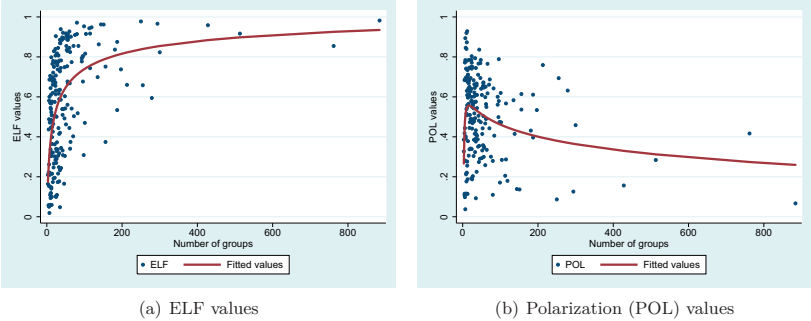 ELF values
0
.2
.4
.6
.8
1
0
200
400
600
800
Number of groups
ELF
Fitted values
(a) ELF values
POL values
0
.2
.4
.6
.8
1
0
200
400
600
800
Number of groups
POL
Fitted values
(b) Polarization (POL) values